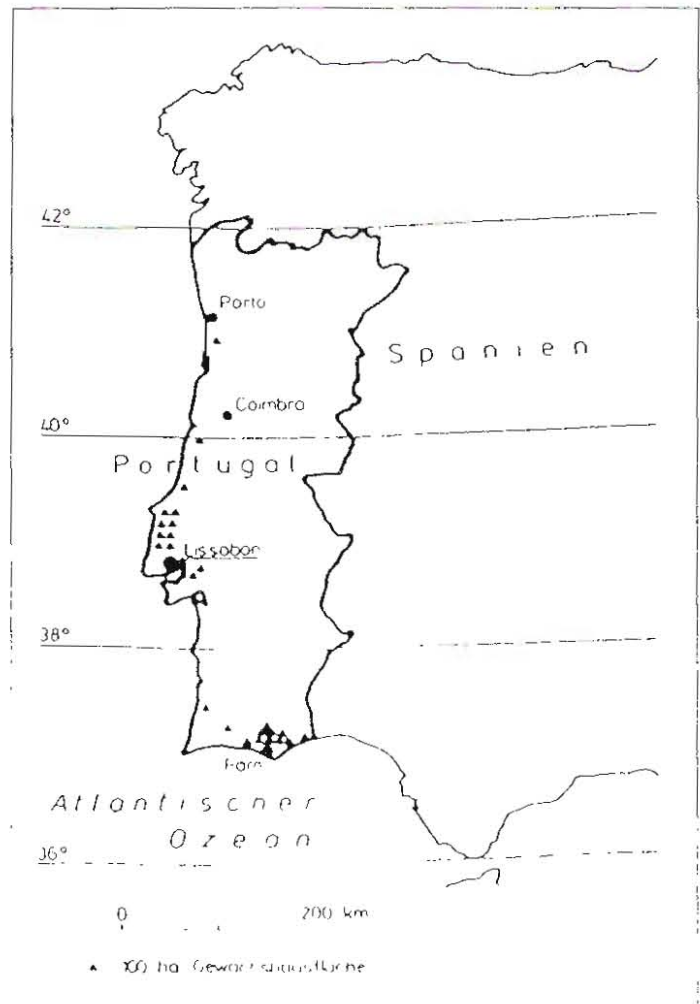 42°
Porto
Spanien
Coimbra
40°
Portugal
Lissabon
38°
Faro
Atlantischer
Ozean
36°
0 200 km
100 ha Gewächshausfläche